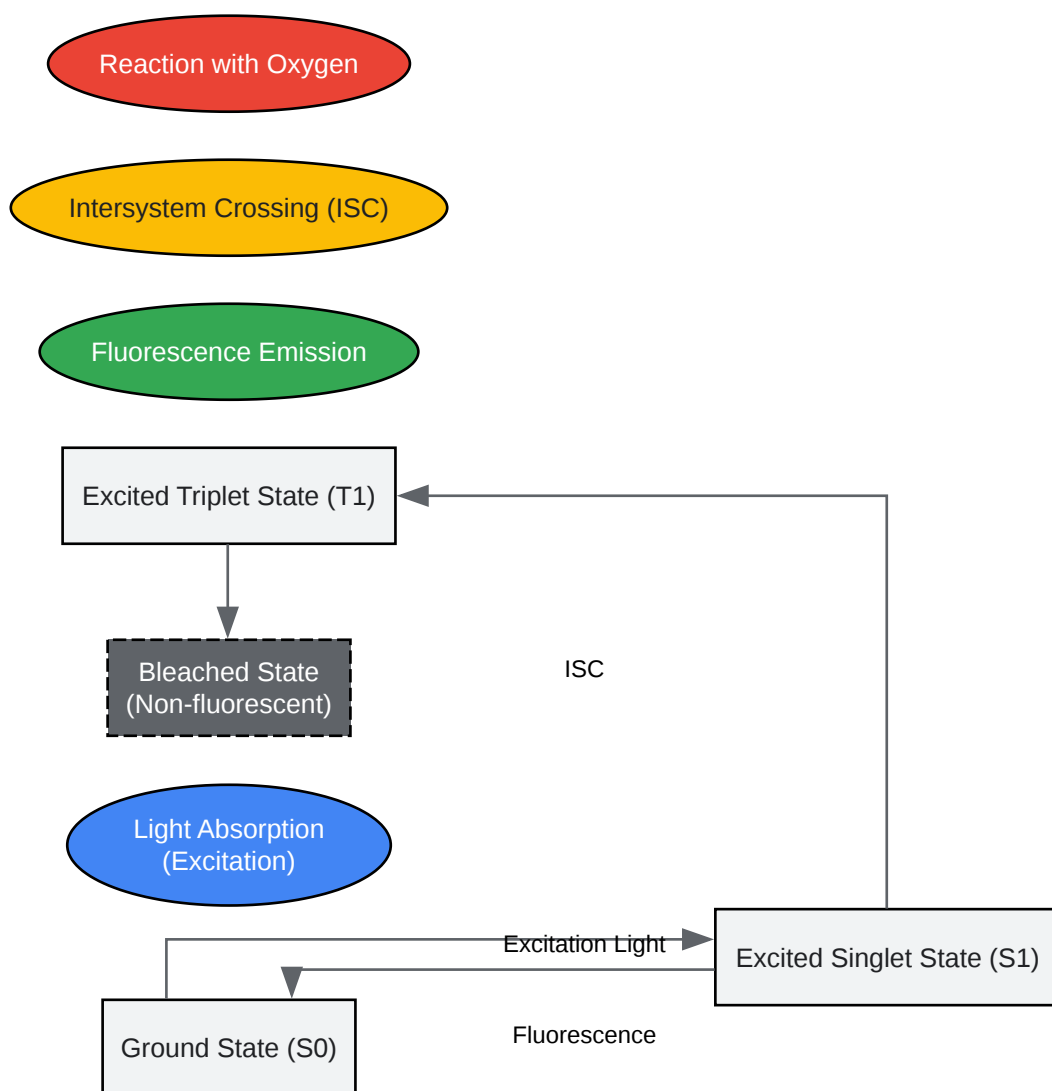 Reaction with Oxygen
Intersystem Crossing (ISC)
Fluorescence Emission
Excited Triplet State (T1)
Bleached State
(Non-fluorescent)
ISC
Light Absorption
(Excitation)
Excitation Light
Excited Singlet State (S1)
Fluorescence
Ground State (S0)